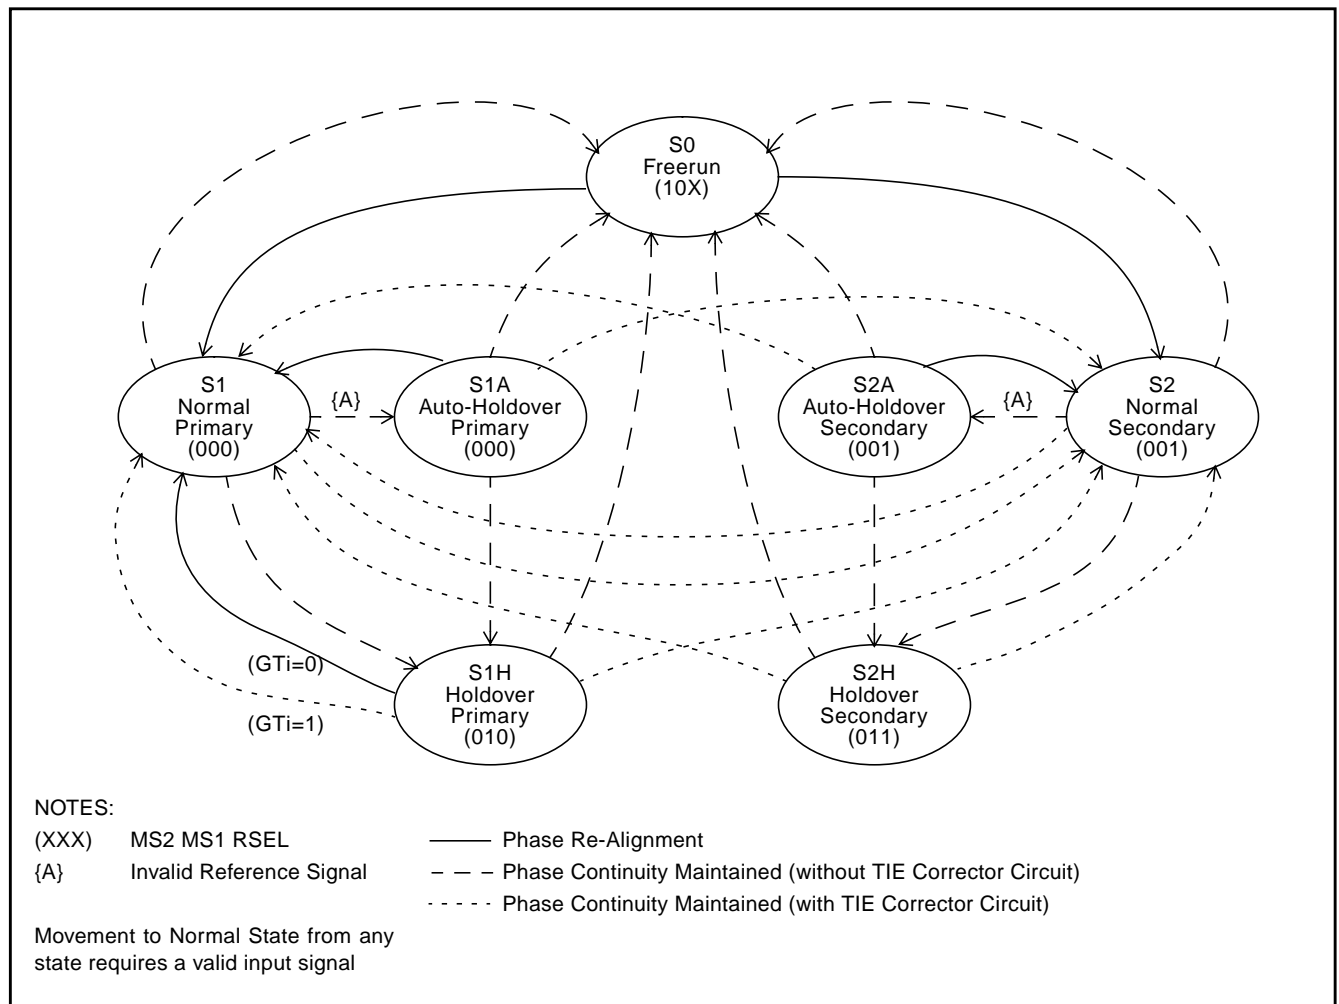 S0
Freerun
(10X)
S1
Normal
Primary
(000)
{A}
S1A
Auto-Holdover
Primary
(000)
S2A
Auto-Holdover
Secondary
(001)
{A}
S2
Normal
Secondary
(001)
(GTi=0)
(GTi=1)
S1H
Holdover
Primary
(010)
S2H
Holdover
Secondary
(011)
NOTES:
(XXX) MS2 MS1 RSEL
{A} Invalid Reference Signal
Phase Re-Alignment
Phase Continuity Maintained (without TIE Corrector Circuit)
Phase Continuity Maintained (with TIE Corrector Circuit)
Movement to Normal State from any
state requires a valid input signal